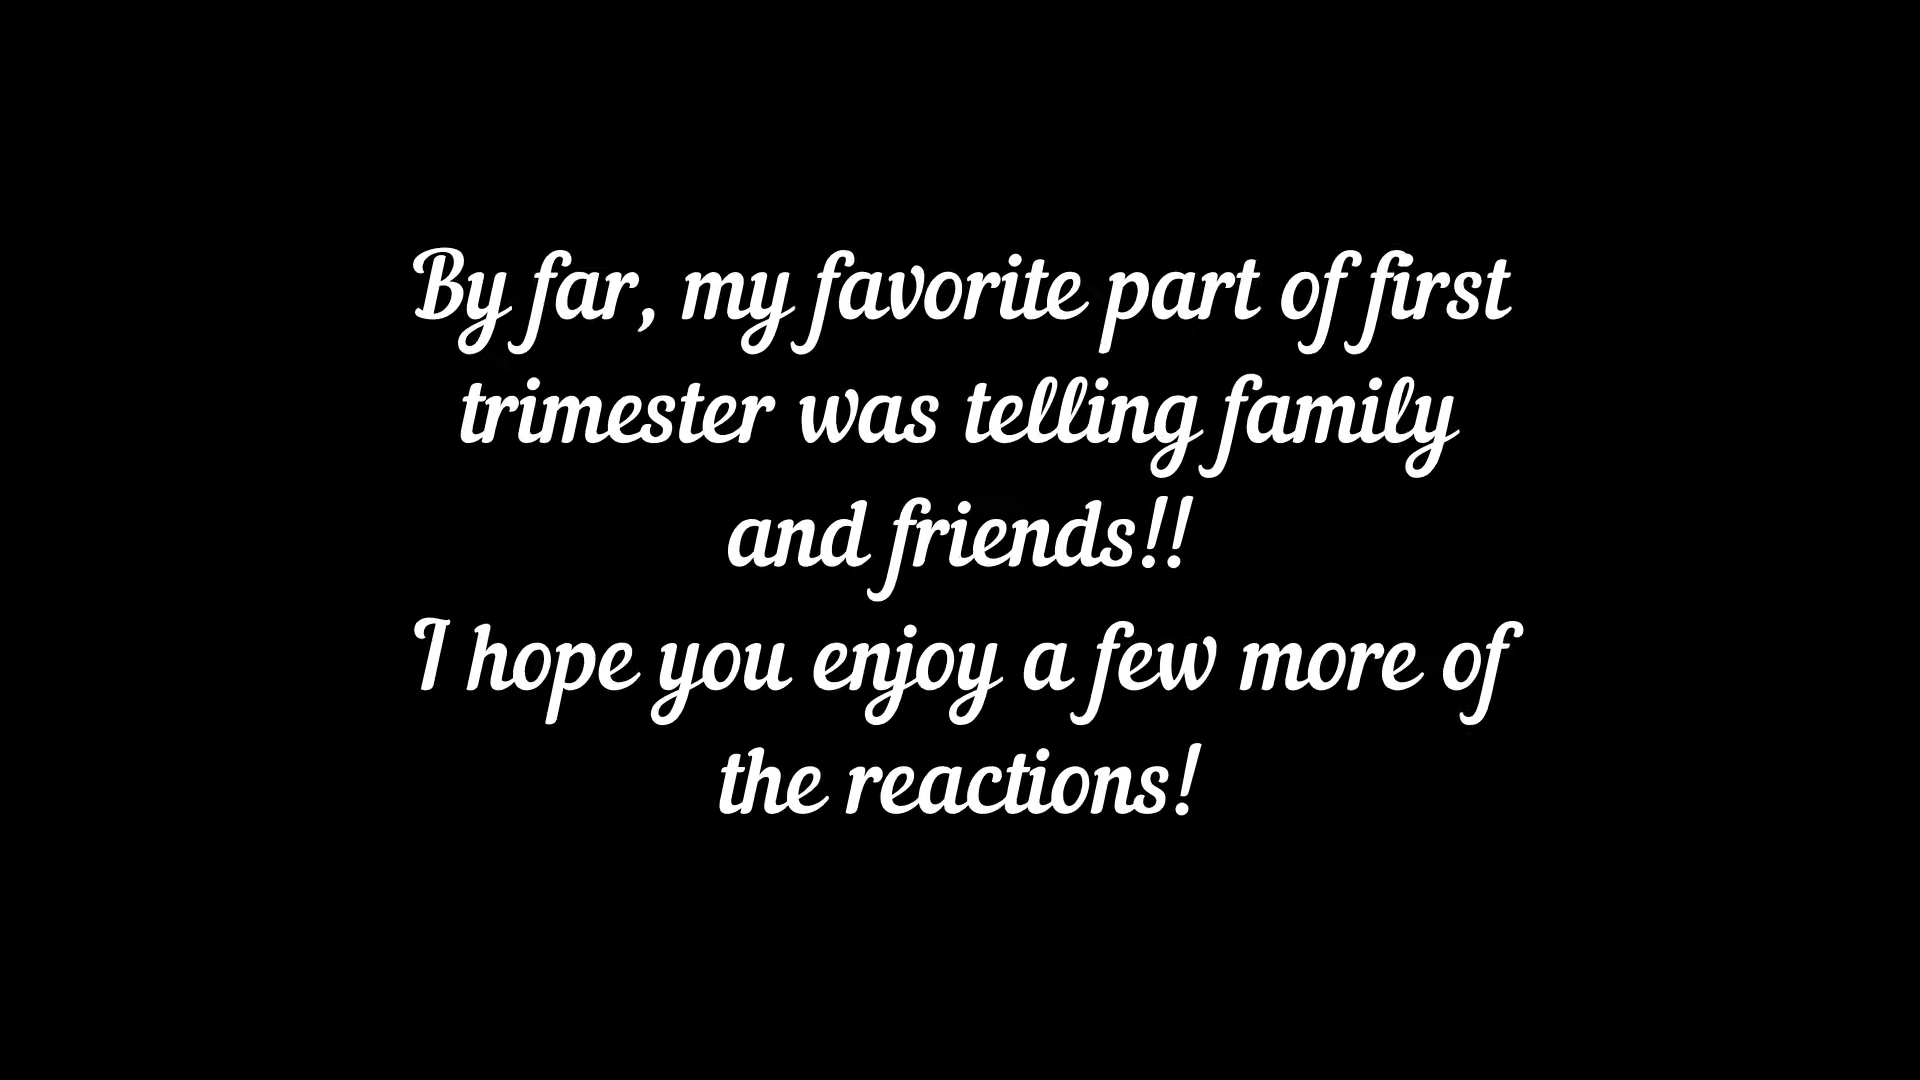 By far, my favorite part of first
trimester was telling family
and friends!!
I hope you enjoy a few more of
the reactions!